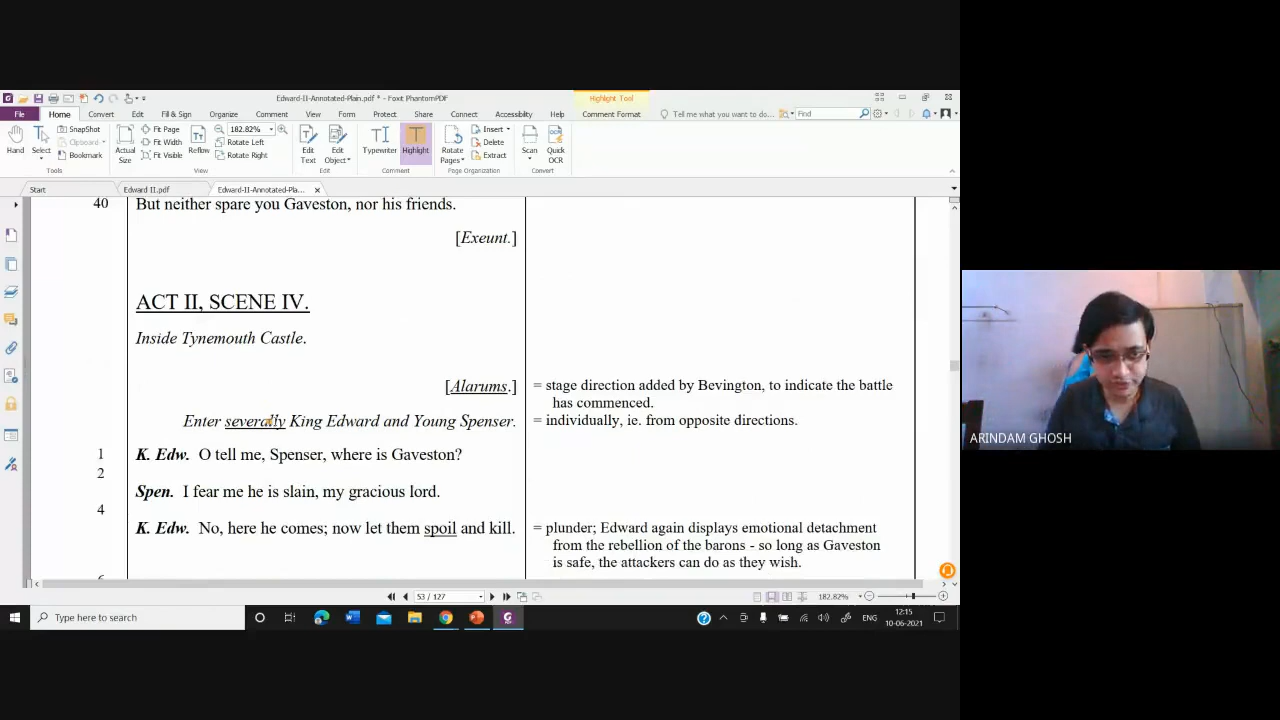 Edward-II-Annotated-Plain.pdf * - Foxit PhantomPDF
Highlight Tool
File Home Convert Edit Fill & Sign Organize Comment View Form Protect Share Connect Accessibility Help Comment Format Tell me what you want to do... Find
SnapShot
Clipboard
Bookmark
Hand Select
Tools
Actual Size
Fit Page
Fit Width
Fit Visible
Reflow
182.82%
Rotate Left
Rotate Right
View
Edit Text
Edit Object
Edit
Typewriter
Highlight
Comment
Rotate Pages
Insert
Delete
Extract
Page Organization
Scan
Quick OCR
Convert
Start Edward II.pdf Edward-II-Annotated-Pla...
40 But neither spare you Gaveston, nor his friends.
[Exeunt.]
ACT II, SCENE IV.
Inside Tynemouth Castle.
[Alarums.] = stage direction added by Bevington, to indicate the battle
has commenced.
Enter severally King Edward and Young Spenser. = individually, ie. from opposite directions.
1 K. Edw. O tell me, Spenser, where is Gaveston?
2
Spen. I fear me he is slain, my gracious lord.
4
K. Edw. No, here he comes; now let them spoil and kill. = plunder; Edward again displays emotional detachment
from the rebellion of the barons - so long as Gaveston
is safe, the attackers can do as they wish.
6
53 / 127
182.82%
Type here to search
ENG
12:15
10-06-2021
ARINDAM GHOSH